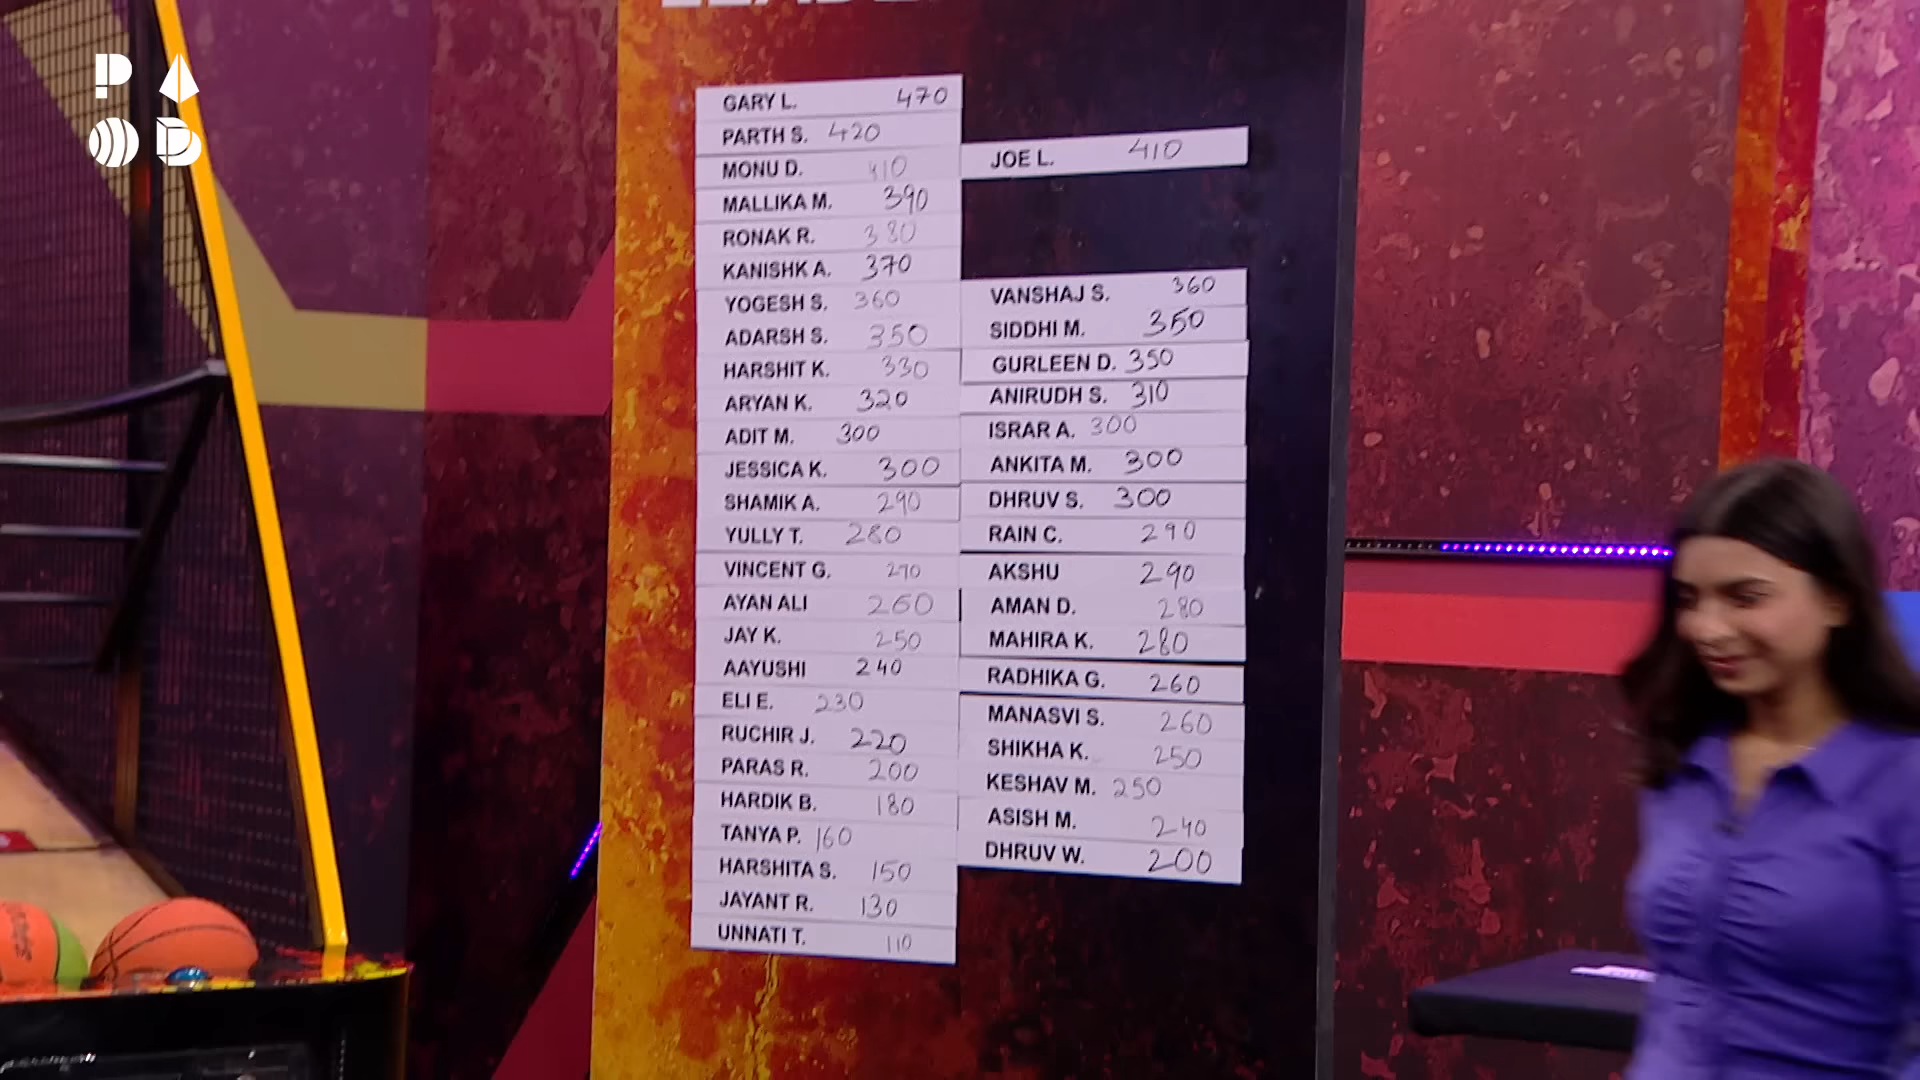 GARY L. 470
PARTH S. 420
MONU D. 410
MALLIKA M. 390
RONAK R. 380
KANISHK A. 370
YOGESH S. 360
ADARSH S. 350
HARSHIT K. 330
ARYAN K. 320
ADIT M. 300
JESSICA K. 300
SHAMIK A. 290
YULLY T. 280
VINCENT G. 270
AYAN ALI 260
JAY K. 250
AAYUSHI 240
ELI E. 230
RUCHIR J. 220
PARAS R. 200
HARDIK B. 180
TANYA P. 160
HARSHITA S. 150
JAYANT R. 130
UNNATI T. 110
JOE L. 410
VANSHAJ S. 360
SIDDHI M. 350
GURLEEN D. 350
ANIRUDH S. 310
ISRAR A. 300
ANKITA M. 300
DHRUV S. 300
RAIN C. 290
AKSHU 290
AMAN D. 280
MAHIRA K. 280
RADHIKA G. 260
MANASVI S. 260
SHIKHA K. 250
KESHAV M. 250
ASISH M. 240
DHRUV W. 200